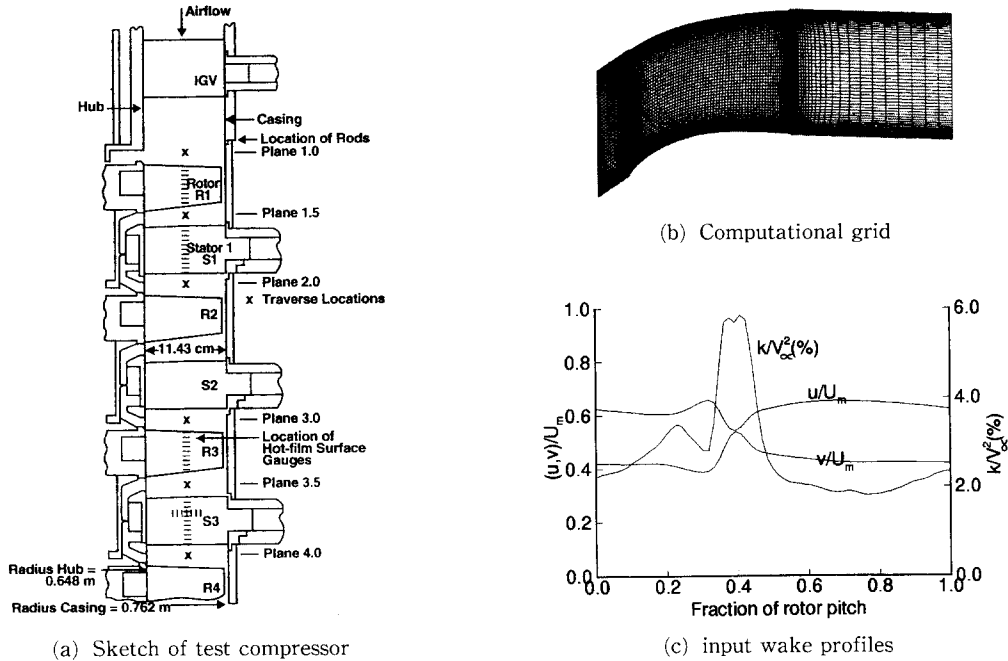 Airflow
IGV
Hub
Casing
Location of Rods
x
Plane 1.0
Rotor
R1
x
Plane 1.5
Stator 1
S1
Plane 2.0
x
x Traverse Locations
R2
11.43 cm
S2
x
Plane 3.0
Location of
Hot-film Surface
Gauges
R3
x
Plane 3.5
S3
x
Plane 4.0
Radius Hub =
0.648 m
R4
Radius Casing = 0.762 m
(a) Sketch of test compressor
(b) Computational grid
1.0
0.8
0.6
0.4
0.2
0.0
(u,v)/Um
k/V∞²(%)
u/Um
v/Um
6.0
4.0
2.0
0.0
k/V∞²(%)
0.0 0.2 0.4 0.6 0.8 1.0
Fraction of rotor pitch
(c) input wake profiles